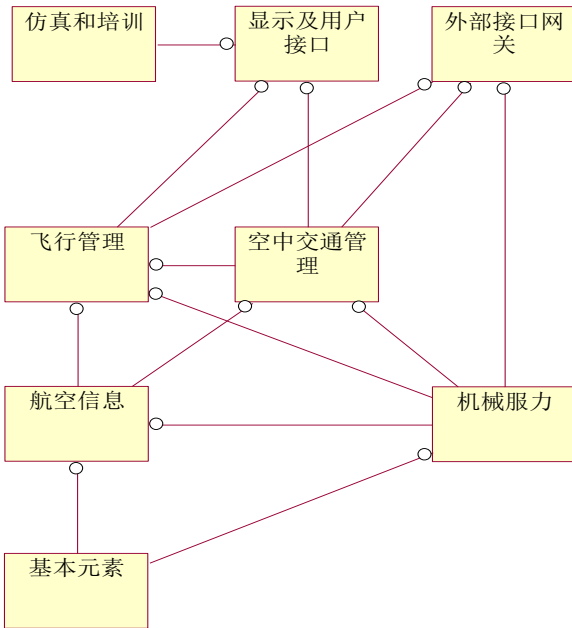 仿真和培训
显示及用户
接口
外部接口网
关
飞行管理
空中交通管
理
航空信息
机械服力
基本元素